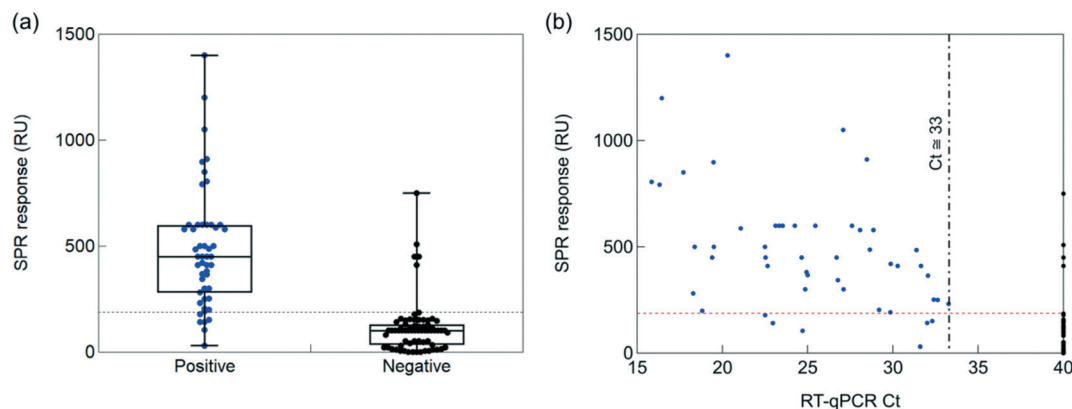 (a)
1500
1000
500
0
SPR response (RU)
Positive
Negative
(b)
1500
1000
500
0
SPR response (RU)
Ct ≅ 33
15
20
25
30
35
40
RT-qPCR Ct